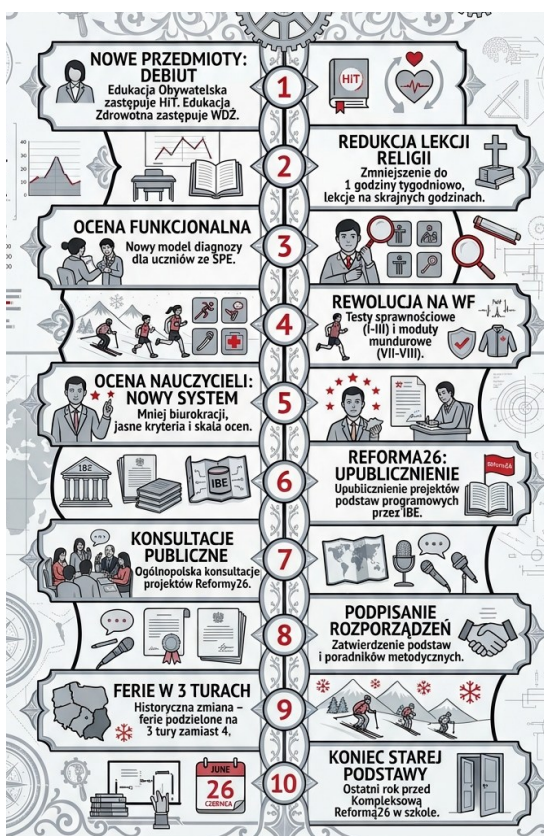 NOWE PRZEDMIOTY:
DEBIUT
Edukacja Obywatelska
zastępuje HiT. Edukacja
Zdrowotna zastępuje WDŻ.
1
HiT
2
REDUKCJA LEKCJI
RELIGII
Zmniejszenie do
1 godziny tygodniowo,
lekcje na skrajnych godzinach.
40
30
20
10
OCENA FUNKCJONALNA
Nowy model diagnozy
dla uczniów ze SPE.
3
4
REWOLUCJA NA WF
Testy sprawnościowe
(I-III) i moduły
mundurowe
(VII-VIII).
OCENA NAUCZYCIELI:
NOWY SYSTEM
Mniej biurokracji,
jasne kryteria i skala ocen.
5
IBE
IBE
6
REFORMA26:
UPUBLICZNIENIE
Upublicznienie projektów
podstaw programowych
przez IBE.
KONSULTACJE
PUBLICZNE
Ogólnopolska konsultacje
projektów Reformy26.
7
8
PODPISANIE
ROZPORZĄDZEŃ
Zatwierdzenie podstaw
i poradników metodycznych.
FERIE W 3 TURACH
Historyczna zmiana –
ferie podzielone na
3 tury zamiast 4.
9
JUNE
26
CZERWCA
10
KONIEC STAREJ
PODSTAWY
Ostatni rok przed
Kompleksową
Reformą26 w szkole.